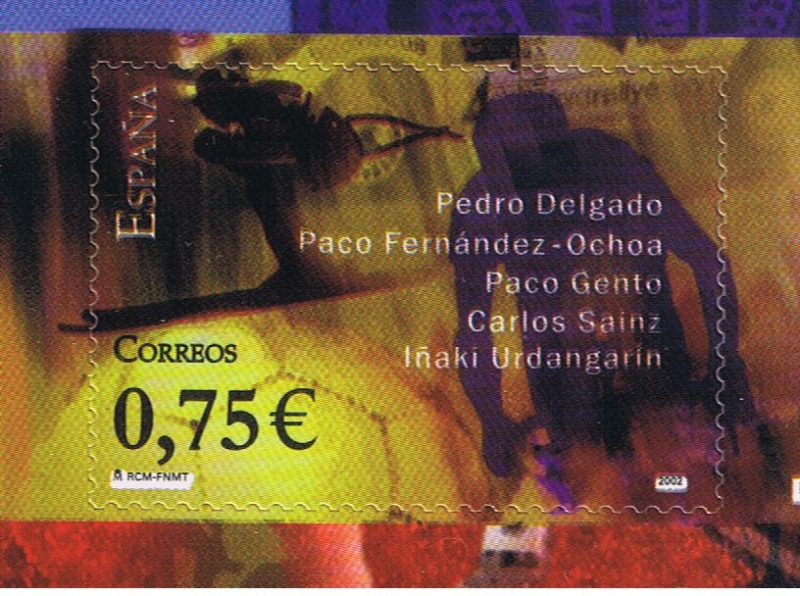 ESPAÑA
Pedro Delgado
Paco Fernández-Ochoa
Paco Gento
Carlos Sainz
Iñaki Urdangarín
CORREOS
0,75€
RCM-FNMT
2002